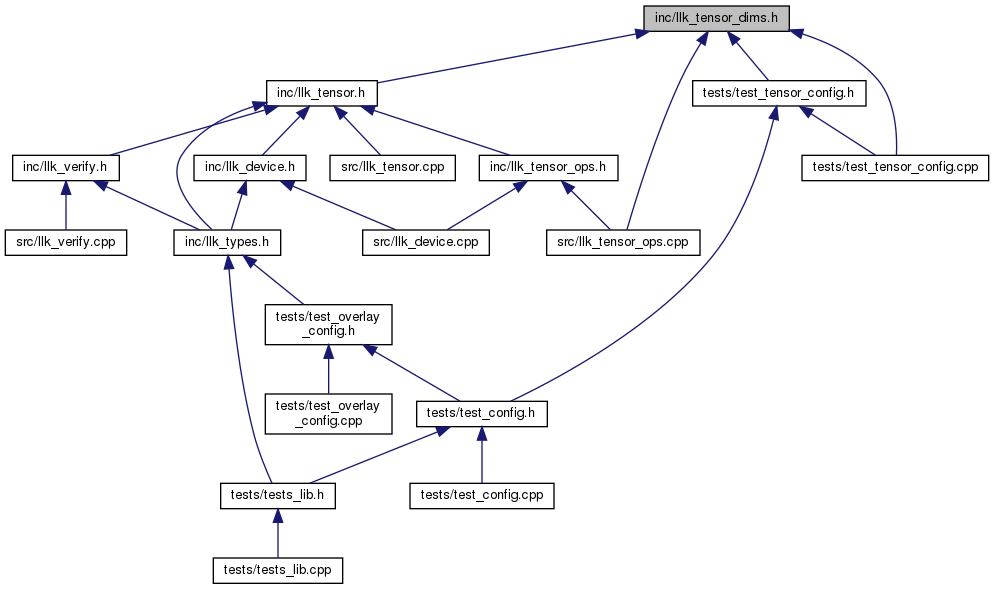 inc/llk_tensor_dims.h
inc/llk_tensor.h
tests/test_tensor_config.h
inc/llk_verify.h
inc/llk_device.h
src/llk_tensor.cpp
inc/llk_tensor_ops.h
tests/test_tensor_config.cpp
src/llk_verify.cpp
inc/llk_types.h
src/llk_device.cpp
src/llk_tensor_ops.cpp
tests/test_overlay
_config.h
tests/test_overlay
_config.cpp
tests/test_config.h
tests/tests_lib.h
tests/test_config.cpp
tests/tests_lib.cpp